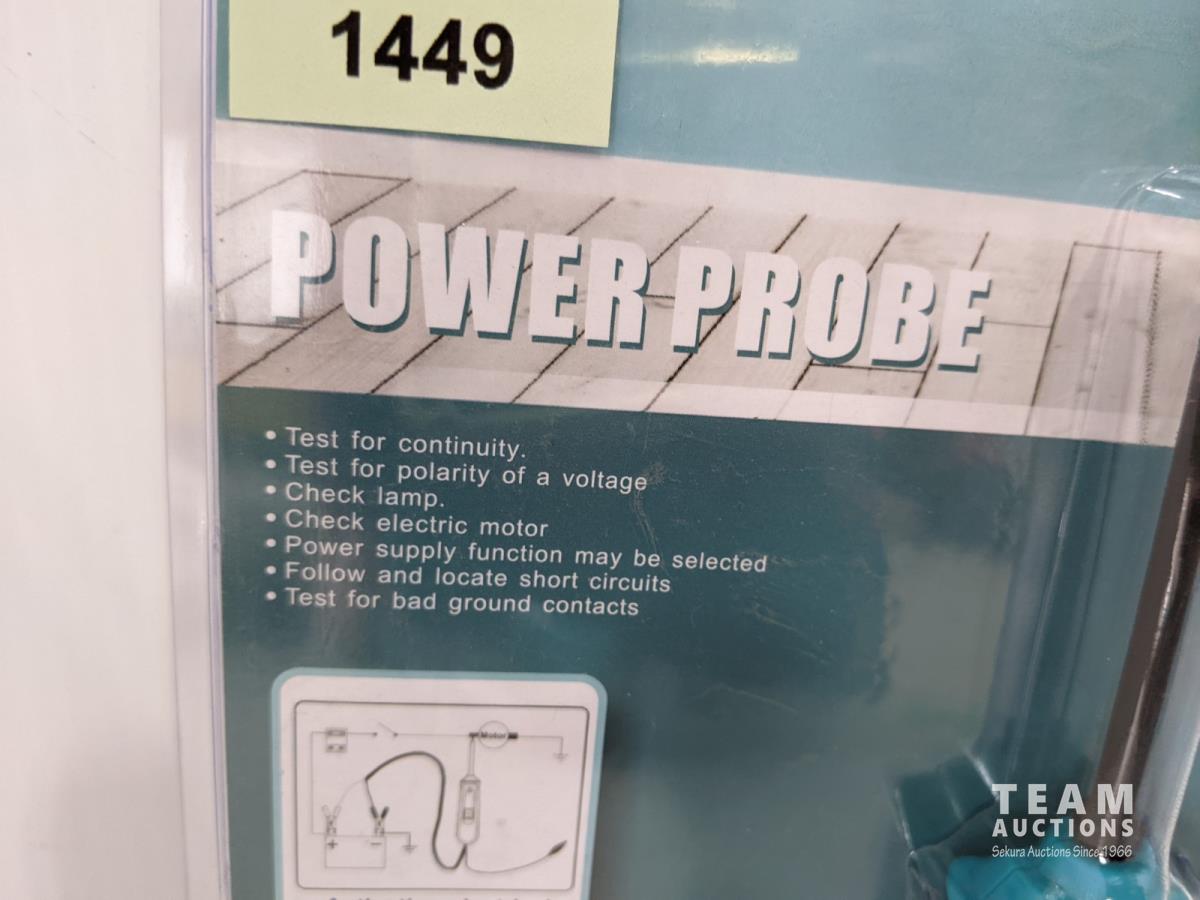 1449
POWER PROBE
• Test for continuity.
• Test for polarity of a voltage
• Check lamp.
• Check electric motor
• Power supply function may be selected
• Follow and locate short circuits
• Test for bad ground contacts
Motor
+ −
TEAM
AUCTIONS
Sekura Auctions Since 1966